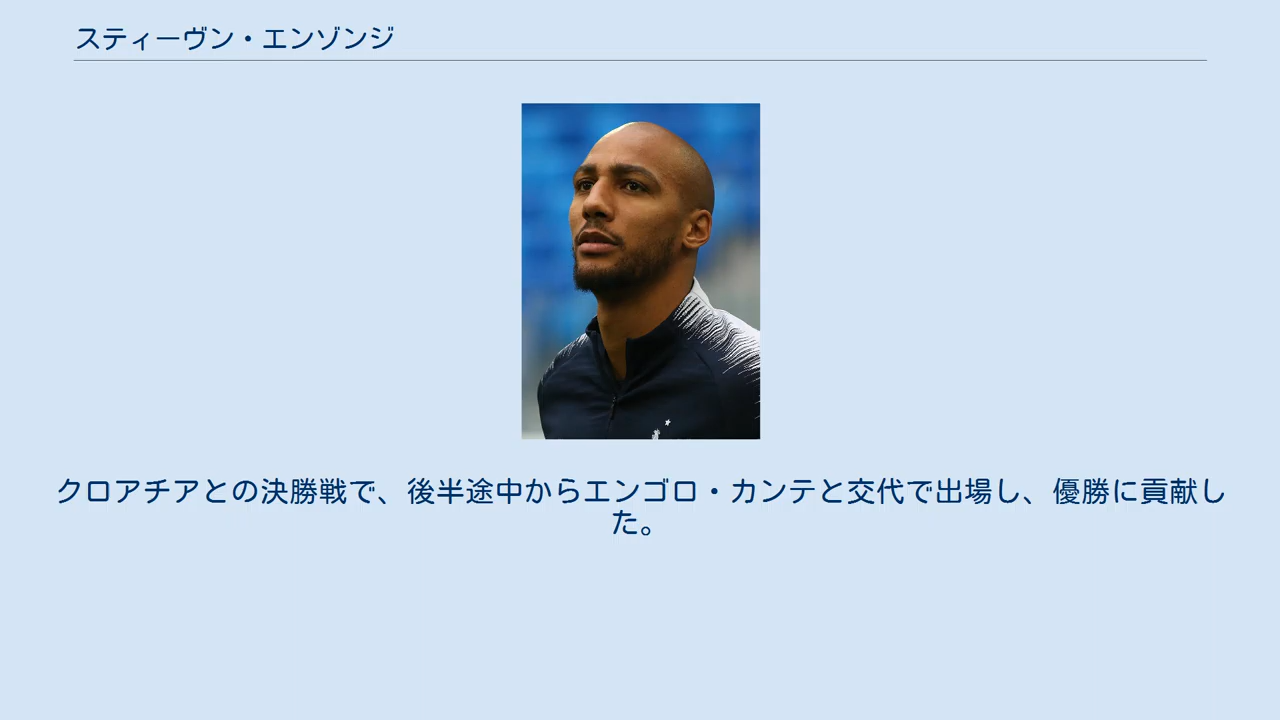 スティーヴン・エンゾンジ
クロアチアとの決勝戦で、後半途中からエンゴロ・カンテと交代で出場し、優勝に貢献し
た。